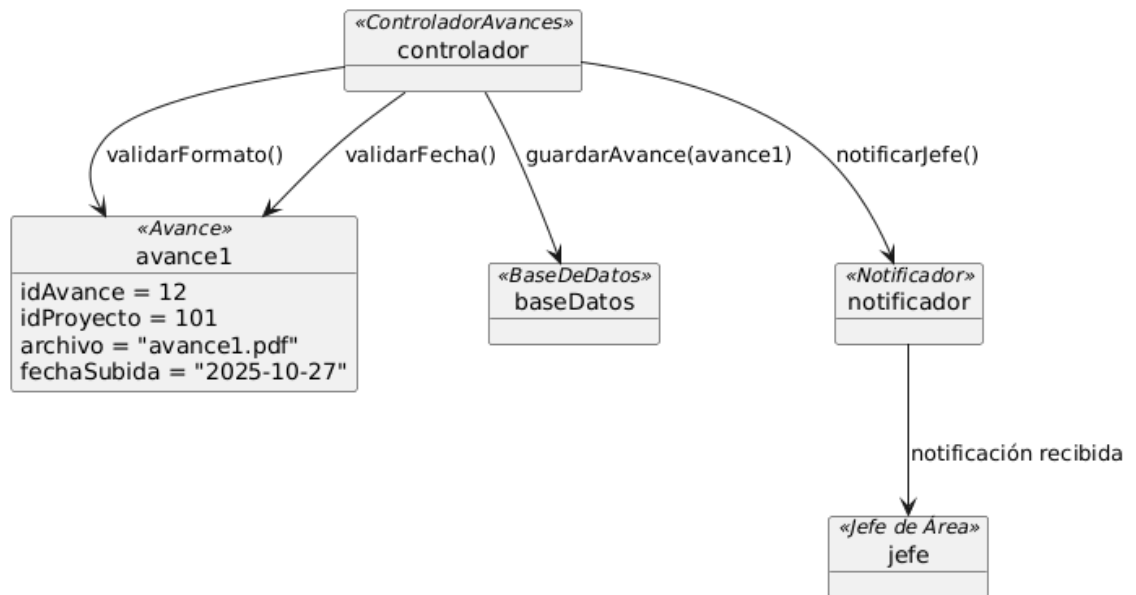 «ControladorAvances»
controlador
validarFormato()
validarFecha()
guardarAvance(avance1)
notificarJefe()
«Avance»
avance1
idAvance = 12
idProyecto = 101
archivo = "avance1.pdf"
fechaSubida = "2025-10-27"
«BaseDeDatos»
baseDatos
«Notificador»
notificador
notificación recibida
«Jefe de Área»
jefe